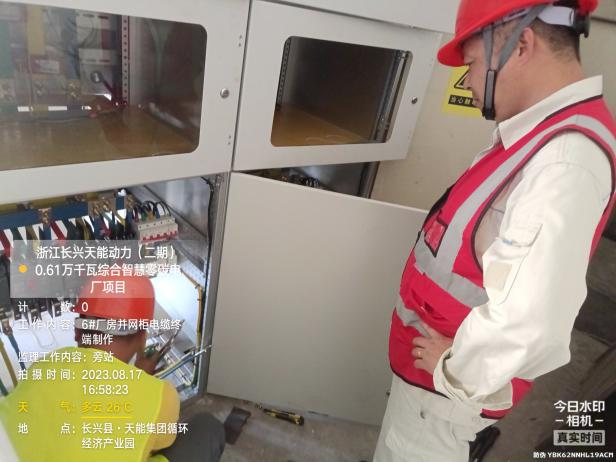 浙江长兴天能动力（二期）
0.61万千瓦综合智慧零碳电
厂项目
计　　数：0
工作内容：6#厂房并网柜电缆终
端制作
监理工作内容：旁站
拍摄时间：2023.08.17
16:58:23
天　　气：多云 26℃
地　　点：长兴县·天能集团循环
经济产业园
今日水印
-相机-
真实时间
防伪 YBK62NNHL19ACM